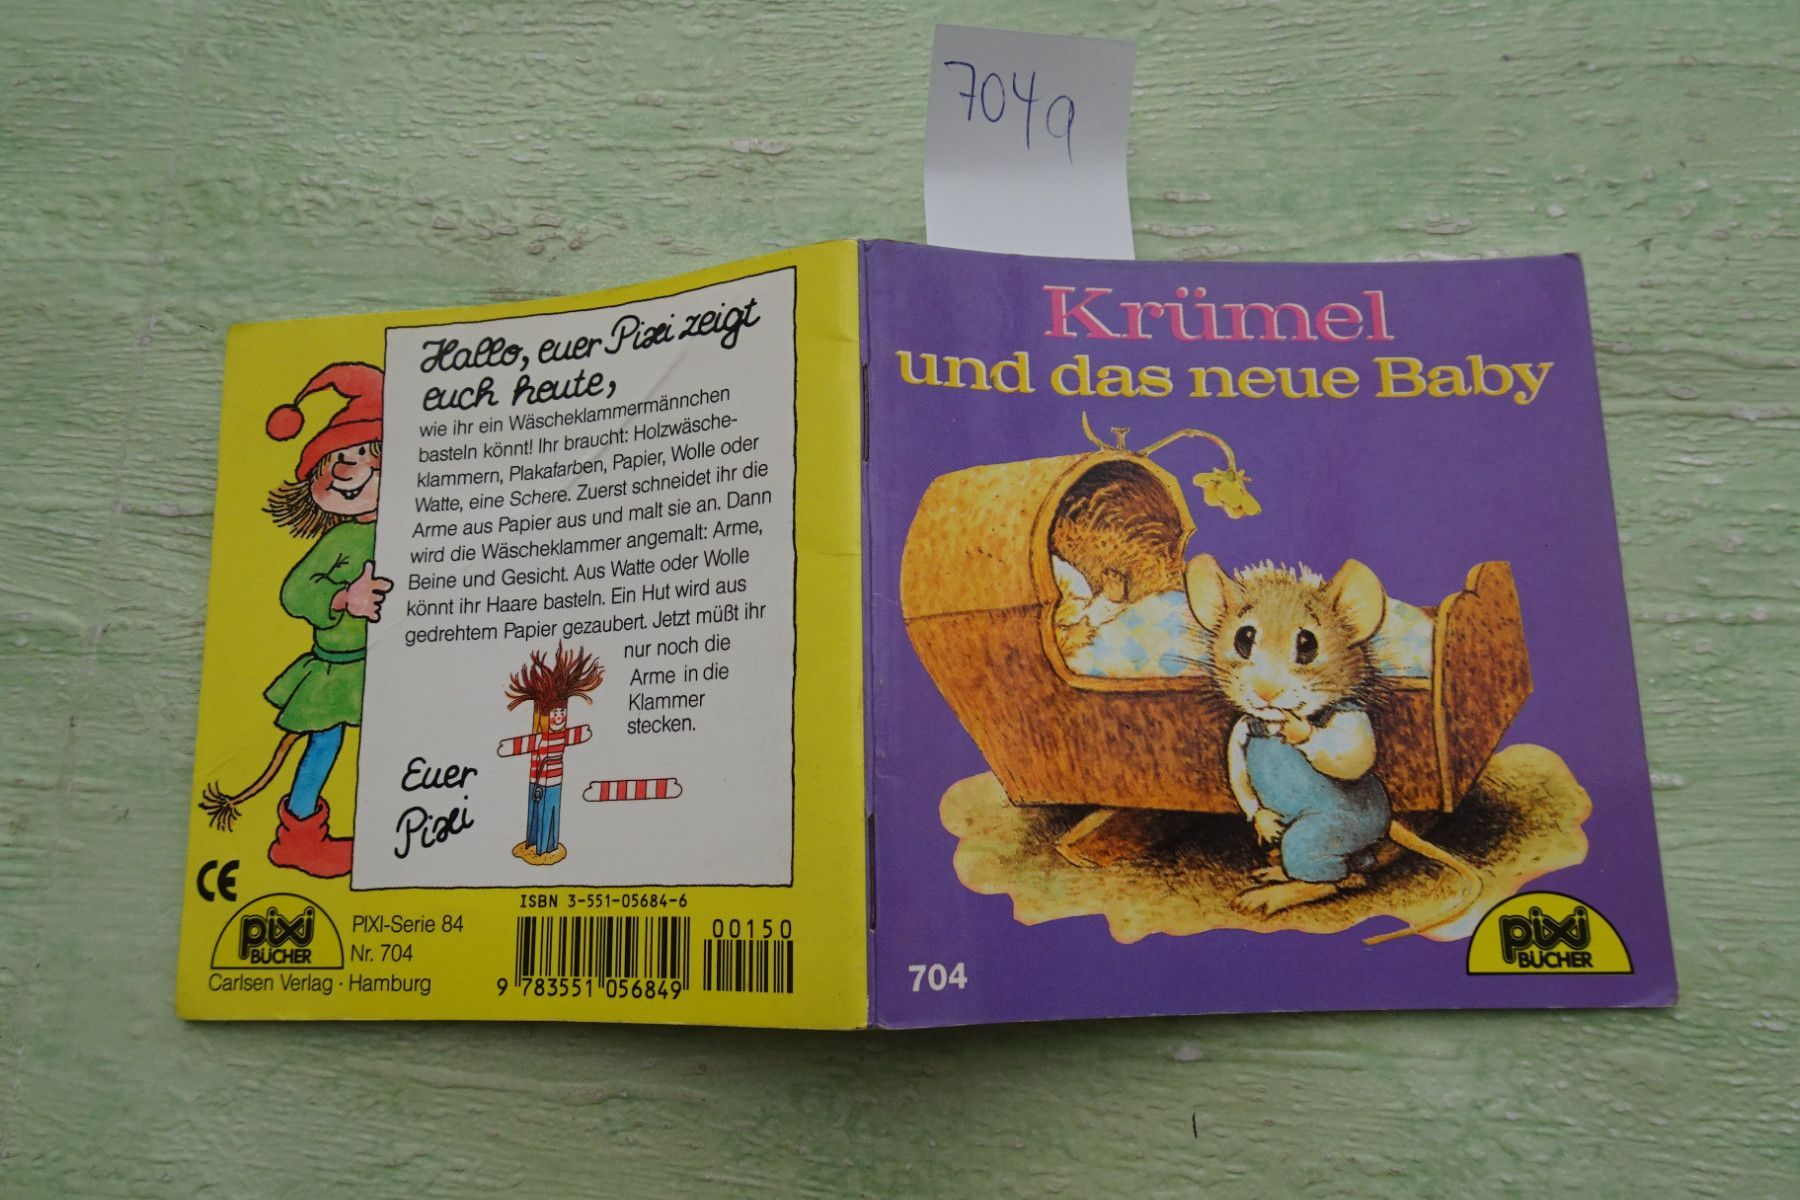 704a
Hallo, euer Pixi zeigt
euch heute,
wie ihr ein Wäscheklammermännchen
basteln könnt! Ihr braucht: Holzwäsche-
klammern, Plakafarben, Papier, Wolle oder
Watte, eine Schere. Zuerst schneidet ihr die
Arme aus Papier aus und malt sie an. Dann
wird die Wäscheklammer angemalt: Arme,
Beine und Gesicht. Aus Watte oder Wolle
könnt ihr Haare basteln. Ein Hut wird aus
gedrehtem Papier gezaubert. Jetzt müßt ihr
nur noch die
Arme in die
Klammer
stecken.
Euer
Pixi
CE
pixi
BÜCHER
PIXI-Serie 84
Nr. 704
Carlsen Verlag · Hamburg
ISBN 3-551-05684-6
00150
9 783551 056849
Krümel
und das neue Baby
704
pixi
BÜCHER